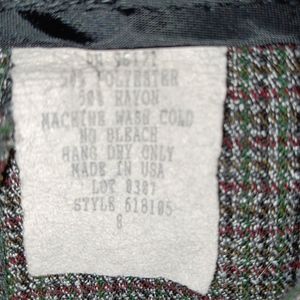 50% POLYESTER
50% RAYON
MACHINE WASH COLD
NO BLEACH
HANG DRY ONLY
MADE IN USA
LOT 0307
STYLE 618105
8